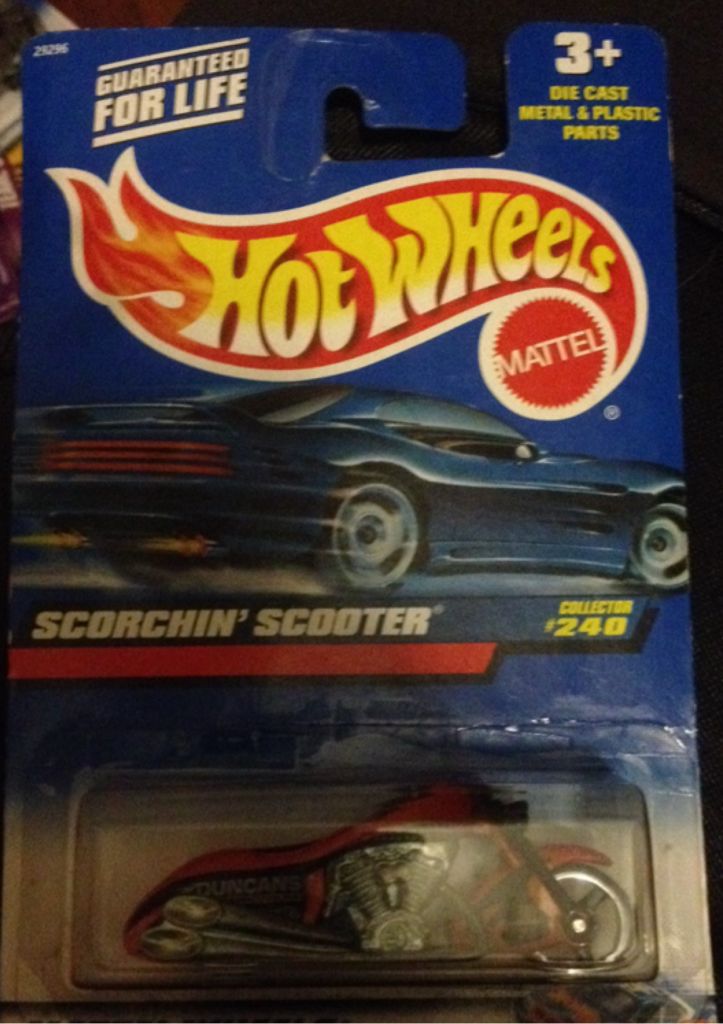 29296
GUARANTEED
FOR LIFE
3+
DIE CAST
METAL & PLASTIC
PARTS
HOT WHEELS
MATTEL
®
SCORCHIN' SCOOTER®
COLLECTOR
#240
DUNCANS